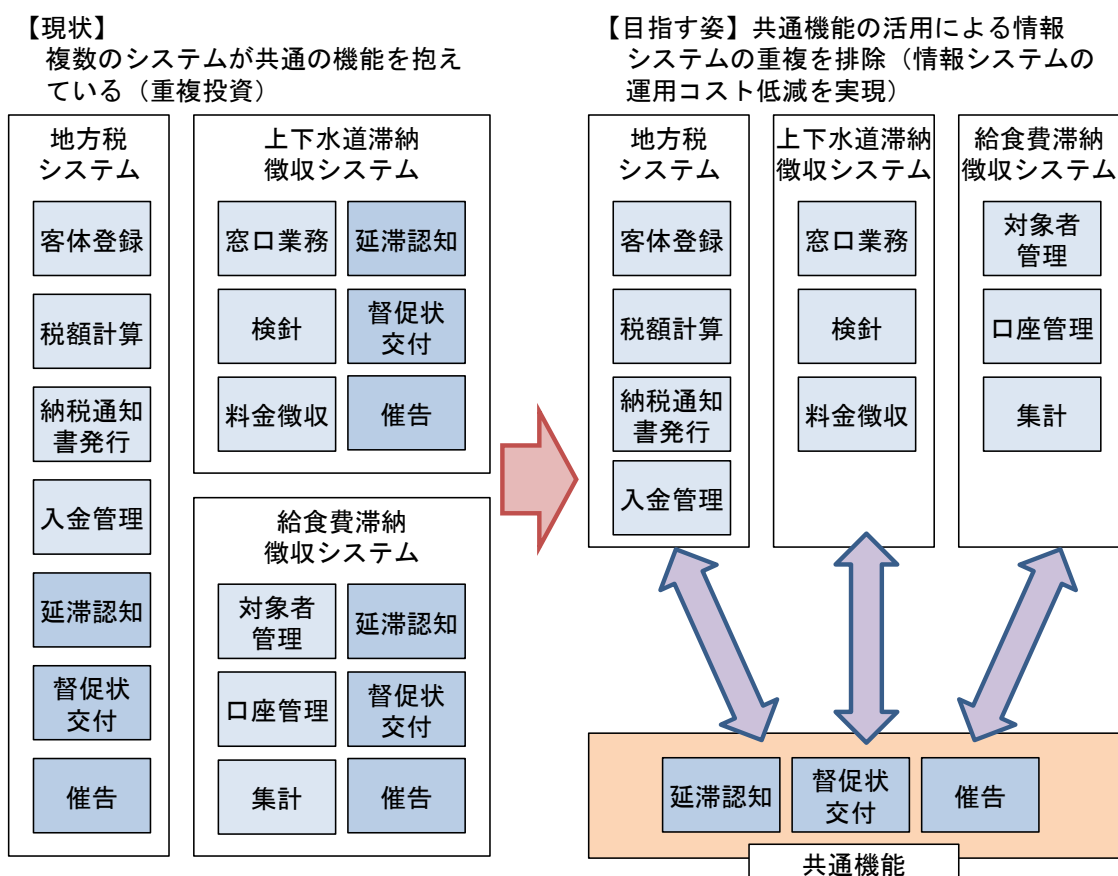 【現状】
複数のシステムが共通の機能を抱え
ている（重複投資）
地方税
システム
客体登録
税額計算
納税通知
書発行
入金管理
延滞認知
督促状
交付
催告
上下水道滞納
徴収システム
窓口業務
延滞認知
検針
督促状
交付
料金徴収
催告
給食費滞納
徴収システム
対象者
管理
延滞認知
口座管理
督促状
交付
集計
催告
【目指す姿】共通機能の活用による情報
システムの重複を排除（情報システムの
運用コスト低減を実現）
地方税
システム
客体登録
税額計算
納税通知
書発行
入金管理
上下水道滞納
徴収システム
窓口業務
検針
料金徴収
給食費滞納
徴収システム
対象者
管理
口座管理
集計
延滞認知
督促状
交付
催告
共通機能